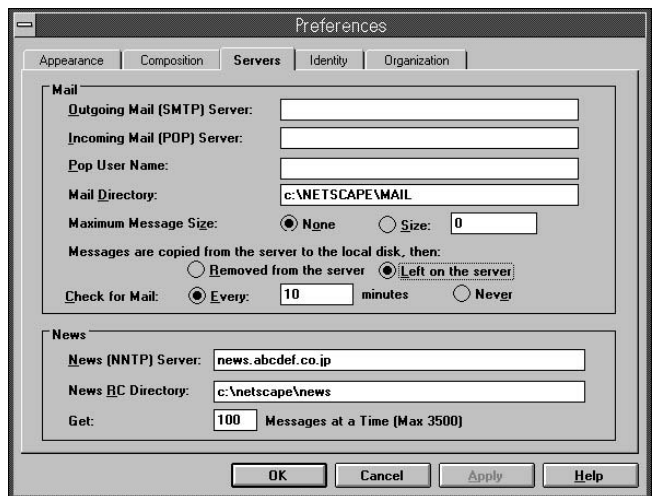 Preferences
Appearance Composition Servers Identity Organization
Mail
Outgoing Mail (SMTP) Server:
Incoming Mail (POP) Server:
Pop User Name:
Mail Directory: c:\NETSCAPE\MAIL
Maximum Message Size: None Size: 0
Messages are copied from the server to the local disk, then:
Removed from the server Left on the server
Check for Mail: Every: 10 minutes Never
News
News (NNTP) Server: news.abcdef.co.jp
News RC Directory: c:\netscape\news
Get: 100 Messages at a Time (Max 3500)
OK Cancel Apply Help